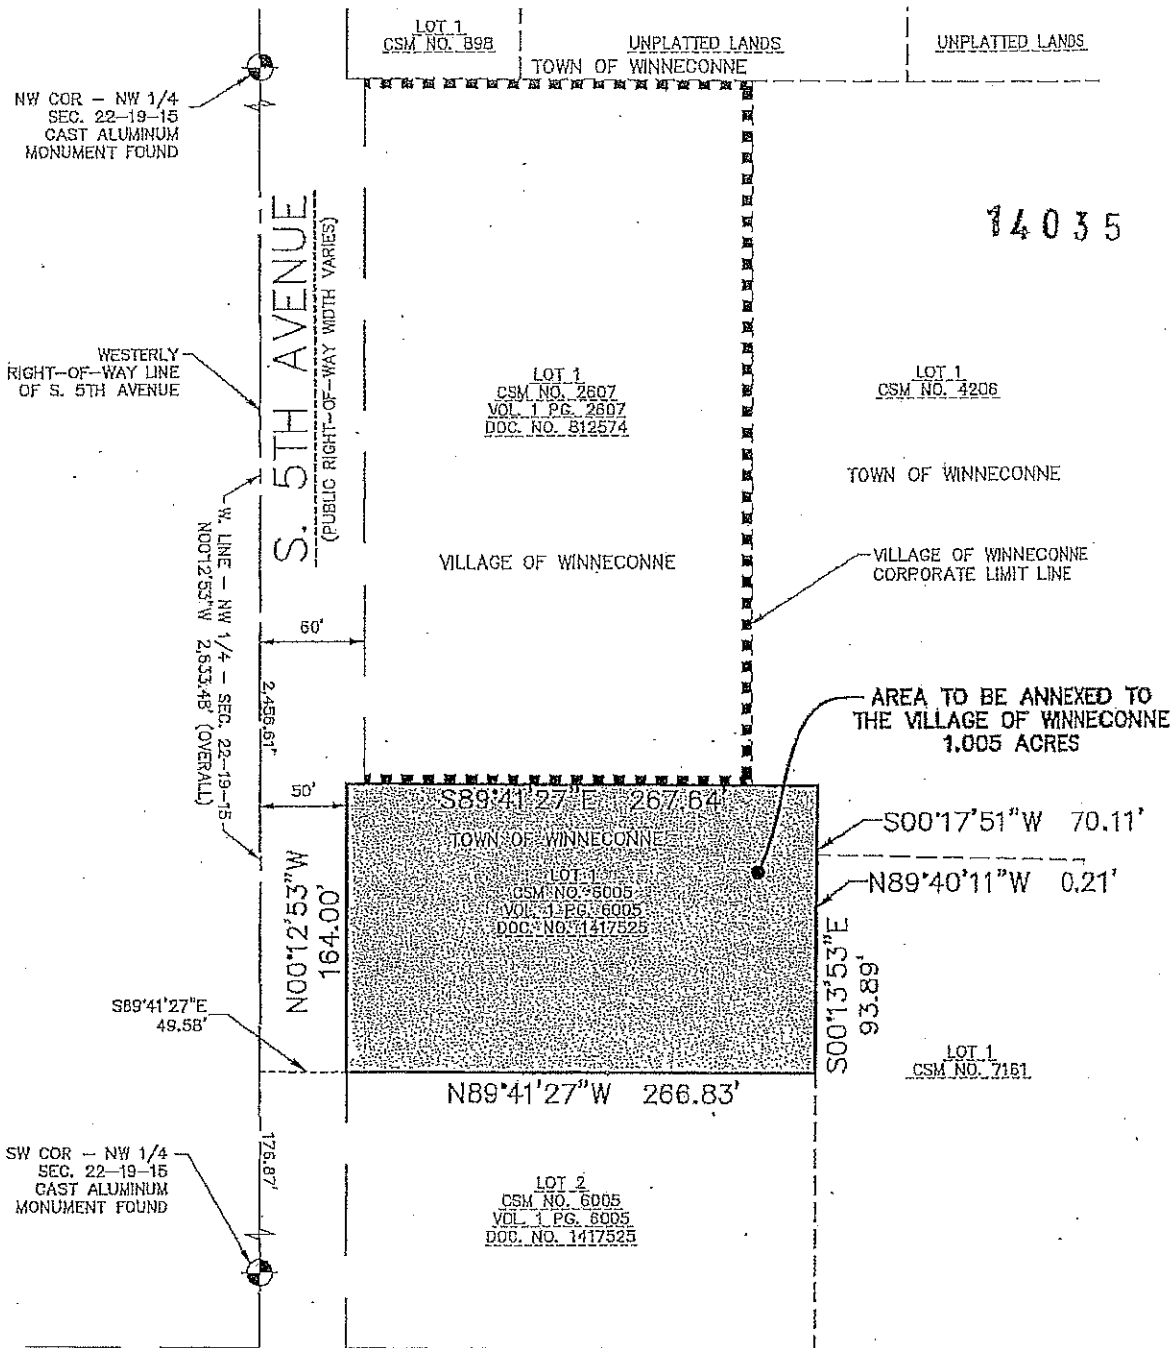 LOT 1
CSM NO. 898
UNPLATTED LANDS
UNPLATTED LANDS
TOWN OF WINNECONNE
NW COR – NW 1/4
SEC. 22–19–15
CAST ALUMINUM
MONUMENT FOUND
14035
S. 5TH AVENUE
(PUBLIC RIGHT–OF–WAY WIDTH VARIES)
WESTERLY
RIGHT–OF–WAY LINE
OF S. 5TH AVENUE
LOT 1
CSM NO. 2607
VOL. 1 PG. 2607
DOC. NO. 812574
LOT 1
CSM NO. 4206
TOWN OF WINNECONNE
VILLAGE OF WINNECONNE
VILLAGE OF WINNECONNE
CORPORATE LIMIT LINE
W. LINE – NW 1/4 – SEC. 22–19–15
N00°12'53"W 2,633.48' (OVERALL)
60'
2,456.61'
AREA TO BE ANNEXED TO
THE VILLAGE OF WINNECONNE
1.005 ACRES
50'
S89°41'27"E 267.64'
TOWN OF WINNECONNE
LOT 1
CSM NO. 6005
VOL. 1 PG. 6005
DOC. NO. 1417525
S00°17'51"W 70.11'
N89°40'11"W 0.21'
N00°12'53"W
164.00'
S00°13'53"E
93.89'
S89°41'27"E
49.58'
N89°41'27"W 266.83'
LOT 1
CSM NO. 7161
176.87'
SW COR – NW 1/4
SEC. 22–19–15
CAST ALUMINUM
MONUMENT FOUND
LOT 2
CSM NO. 6005
VOL. 1 PG. 6005
DOC. NO. 1417525